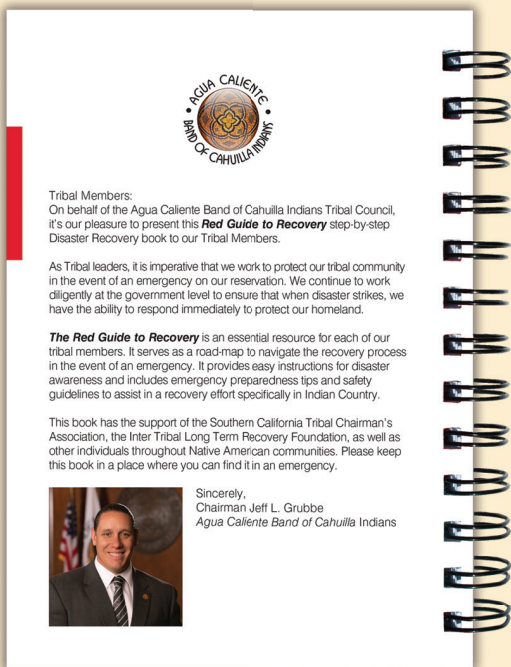 AGUA CALIENTE
BAND OF CAHUILLA INDIANS
Tribal Members:
On behalf of the Agua Caliente Band of Cahuilla Indians Tribal Council,
it's our pleasure to present this Red Guide to Recovery step-by-step
Disaster Recovery book to our Tribal Members.
As Tribal leaders, it is imperative that we work to protect our tribal community
in the event of an emergency on our reservation. We continue to work
diligently at the government level to ensure that when disaster strikes, we
have the ability to respond immediately to protect our homeland.
The Red Guide to Recovery is an essential resource for each of our
tribal members. It serves as a road-map to navigate the recovery process
in the event of an emergency. It provides easy instructions for disaster
awareness and includes emergency preparedness tips and safety
guidelines to assist in a recovery effort specifically in Indian Country.
This book has the support of the Southern California Tribal Chairman's
Association, the Inter Tribal Long Term Recovery Foundation, as well as
other individuals throughout Native American communities. Please keep
this book in a place where you can find it in an emergency.
Sincerely,
Chairman Jeff L. Grubbe
Agua Caliente Band of Cahuilla Indians